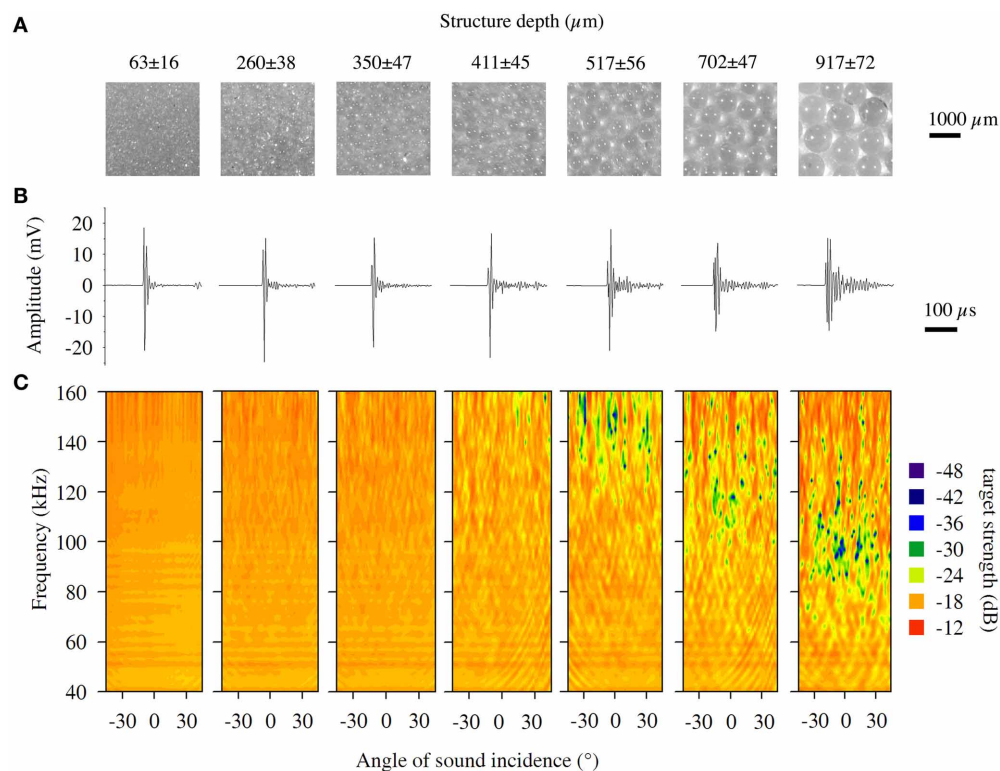 A
Structure depth (µm)
63±16 260±38 350±47 411±45 517±56 702±47 917±72
1000 µm
B
Amplitude (mV)
20
10
0
-10
-20
100 µs
C
Frequency (kHz)
160
140
120
100
80
60
40
-48
-42
-36
-30
-24
-18
-12
target strength (dB)
-30 0 30 -30 0 30 -30 0 30 -30 0 30 -30 0 30 -30 0 30 -30 0 30
Angle of sound incidence (°)